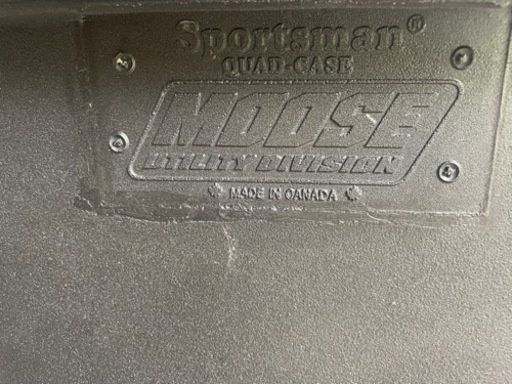 Sportsman®
QUAD-CASE
MOOSE
UTILITY DIVISION
MADE IN CANADA